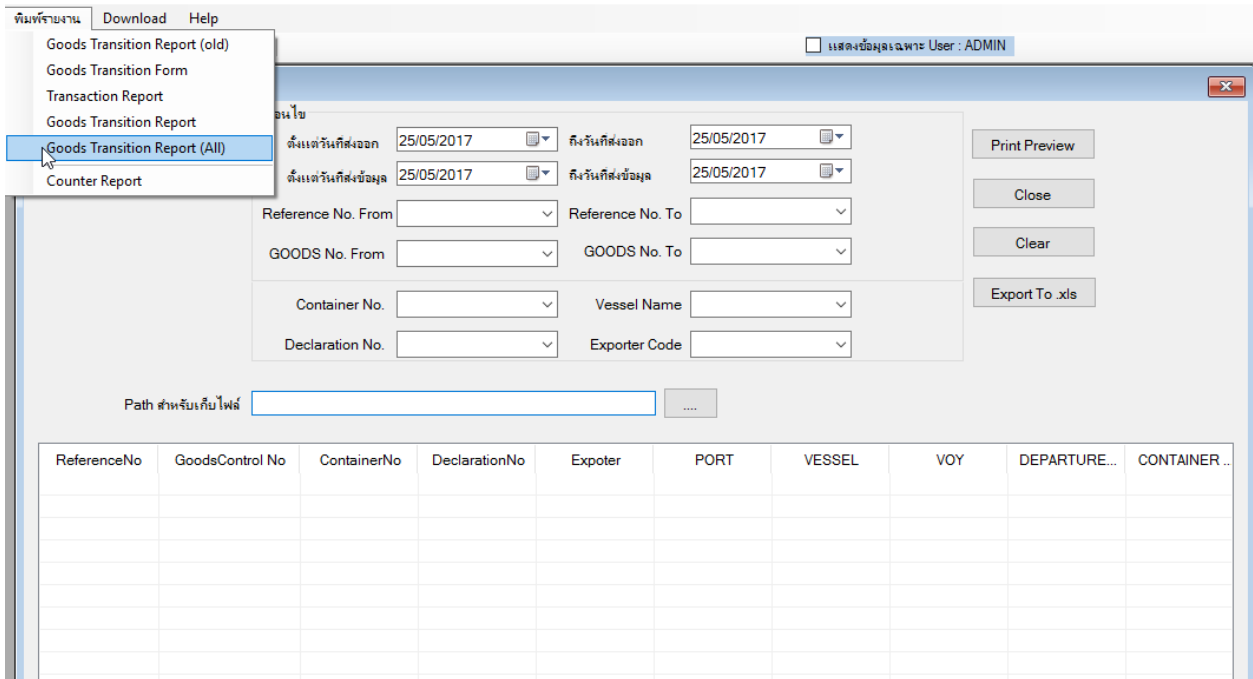 พิมพ์รายงาน Download Help
Goods Transition Report (old)
แสดงข้อมูลเฉพาะ User : ADMIN
Goods Transition Form
Transaction Report
Goods Transition Report
Goods Transition Report (All)
Counter Report
ตั้งแต่วันที่ส่งออก 25/05/2017 ถึงวันที่ส่งออก 25/05/2017
Print Preview
ตั้งแต่วันที่ส่งข้อมูล 25/05/2017 ถึงวันที่ส่งข้อมูล 25/05/2017
Close
Reference No. From Reference No. To
Clear
GOODS No. From GOODS No. To
Export To .xls
Container No. Vessel Name
Declaration No. Exporter Code
Path สำหรับเก็บไฟล์ ....
ReferenceNo GoodsControl No ContainerNo DeclarationNo Expoter PORT VESSEL VOY DEPARTURE... CONTAINER ..